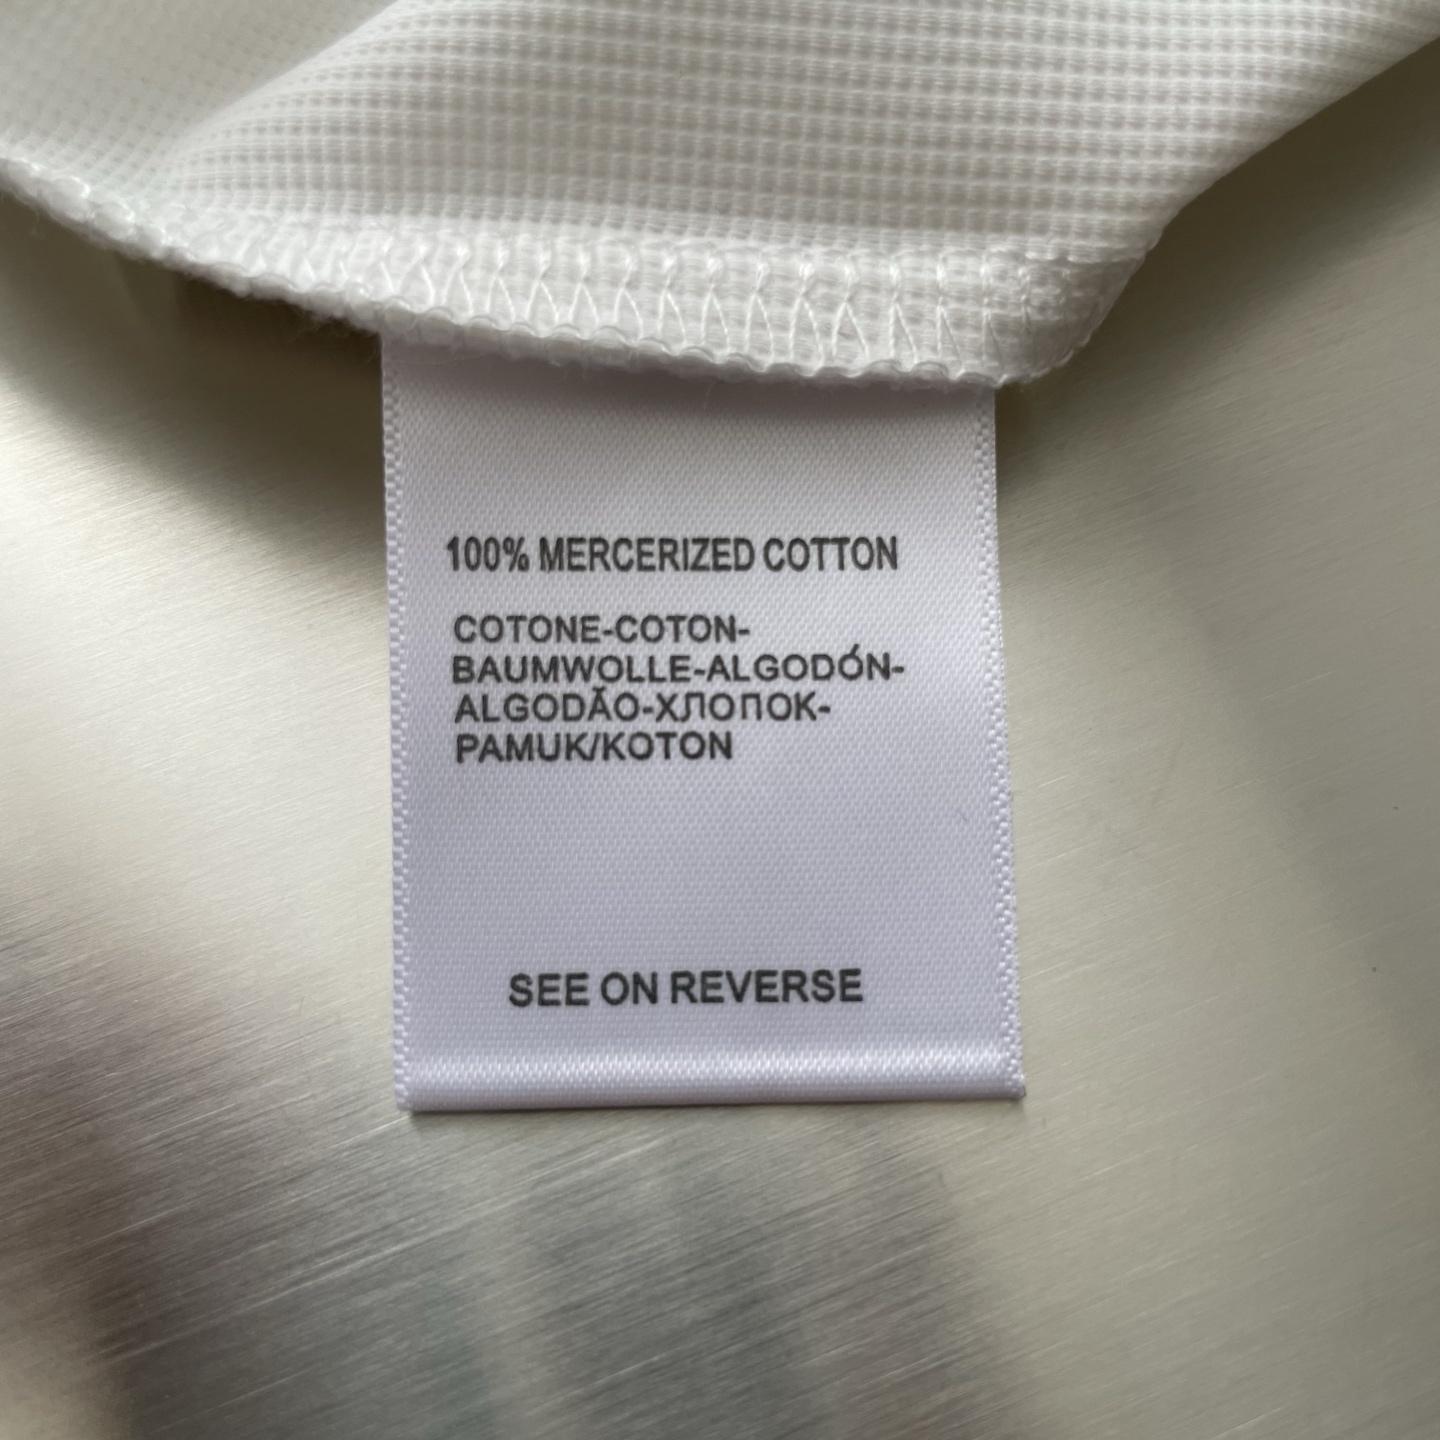 100% MERCERIZED COTTON
COTONE-COTON-
BAUMWOLLE-ALGODÓN-
ALGODÃO-ХЛОПОК-
PAMUK/KOTON
SEE ON REVERSE